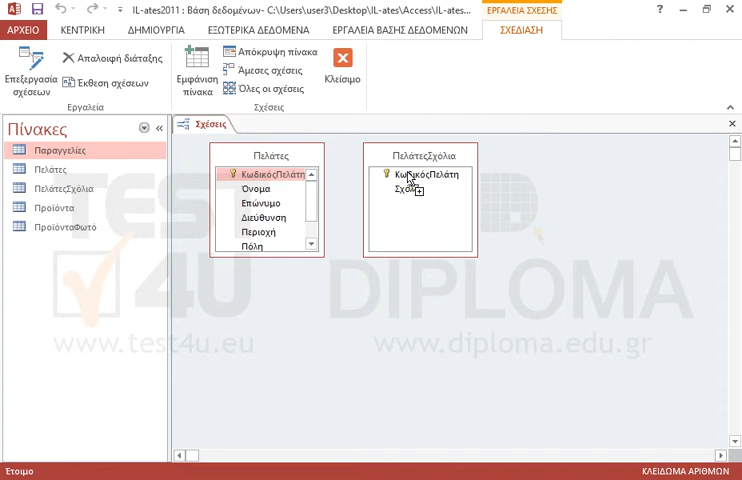 IL-ates2011 : Βάση δεδομένων- C:\Users\user3\Desktop\IL-ates\Access\IL-ates...
ΕΡΓΑΛΕΙΑ ΣΧΕΣΗΣ
ΑΡΧΕΙΟ ΚΕΝΤΡΙΚΗ ΔΗΜΙΟΥΡΓΙΑ ΕΞΩΤΕΡΙΚΑ ΔΕΔΟΜΕΝΑ ΕΡΓΑΛΕΙΑ ΒΑΣΗΣ ΔΕΔΟΜΕΝΩΝ ΣΧΕΔΙΑΣΗ
Επεξεργασία σχέσεων
Απαλοιφή διάταξης
Έκθεση σχέσεων
Εργαλεία
Εμφάνιση πίνακα
Απόκρυψη πίνακα
Άμεσες σχέσεις
Όλες οι σχέσεις
Κλείσιμο
Σχέσεις
Πίνακες
Παραγγελίες
Πελάτες
ΠελάτεςΣχόλια
Προϊόντα
ΠροϊόνταΦωτό
Σχέσεις
Πελάτες
ΚωδικόςΠελάτη
Όνομα
Επώνυμο
Διεύθυνση
Περιοχή
Πόλη
ΠελάτεςΣχόλια
ΚωδικόςΠελάτη
TEST
4U
www.test4u.eu
DIPLOMA
www.diploma.edu.gr
Έτοιμο
ΚΛΕΙΔΩΜΑ ΑΡΙΘΜΩΝ